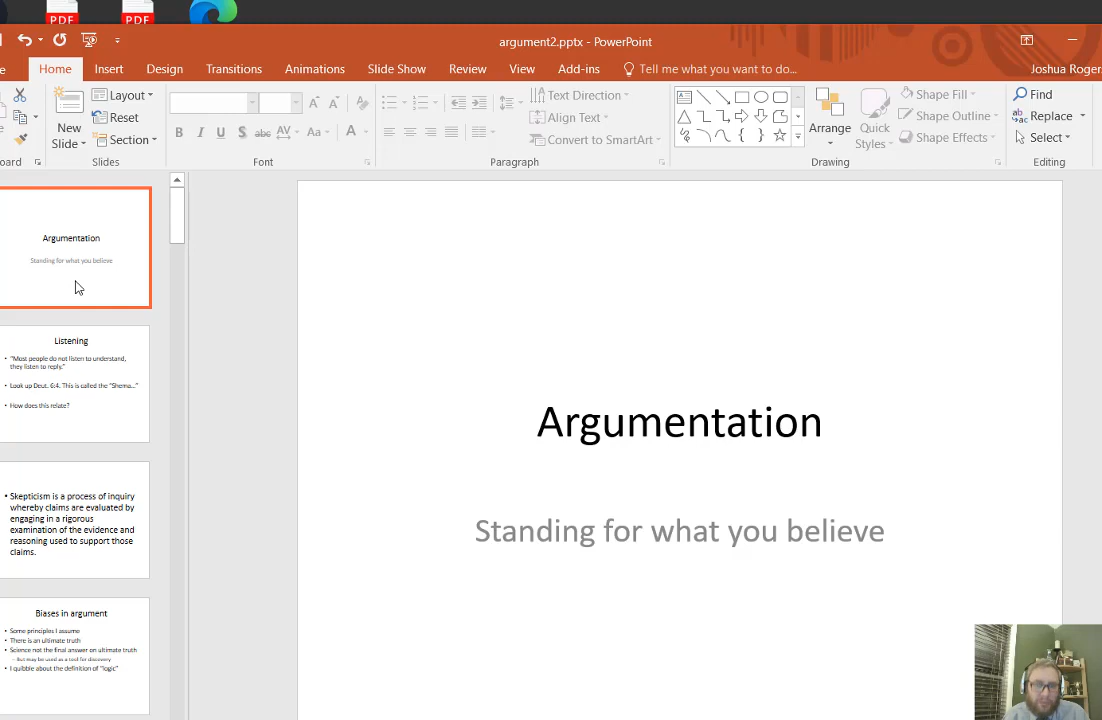 PDF
PDF
argument2.pptx - PowerPoint
Home Insert Design Transitions Animations Slide Show Review View Add-ins Tell me what you want to do... Joshua Roger
New Slide
Layout
Reset
Section
B I U S abc AV Aa A
Text Direction
Align Text
Convert to SmartArt
Arrange
Quick Styles
Shape Fill
Shape Outline
Shape Effects
Find
Replace
Select
oard Slides Font Paragraph Drawing Editing
Argumentation
Standing for what you believe
Listening
• "Most people do not listen to understand,
they listen to reply."
• Look up Deut. 6:4. This is called the "Shema..."
• How does this relate?
• Skepticism is a process of inquiry
whereby claims are evaluated by
engaging in a rigorous
examination of the evidence and
reasoning used to support those
claims.
Biases in argument
• Some principles I assume
• There is an ultimate truth
• Science not the final answer on ultimate truth
– But may be used as a tool for discovery
• I quibble about the definition of "logic"
Argumentation
Standing for what you believe